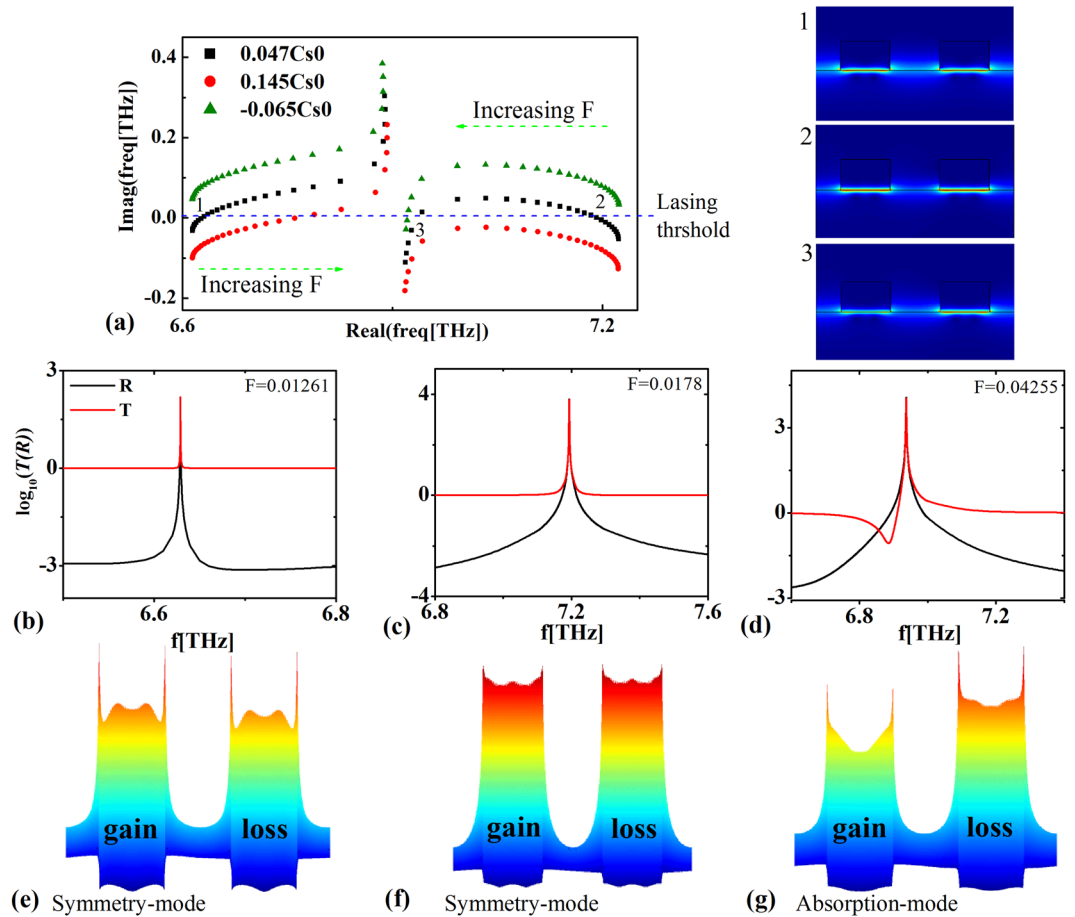 0.4
0.2
0.0
-0.2
Imag(freq[THz])
0.047Cs0
0.145Cs0
-0.065Cs0
Increasing F
1
2
3
Lasing
thrshold
Increasing F
(a)
6.6
7.2
Real(freq[THz])
1
2
3
3
0
-3
log10(T(R))
R
T
F=0.01261
6.6
6.8
(b)
f[THz]
4
0
-4
F=0.0178
6.8
7.2
7.6
(c)
f[THz]
3
0
-3
F=0.04255
6.8
7.2
(d)
f[THz]
gain
loss
(e)
Symmetry-mode
gain
loss
(f)
Symmetry-mode
gain
loss
(g)
Absorption-mode